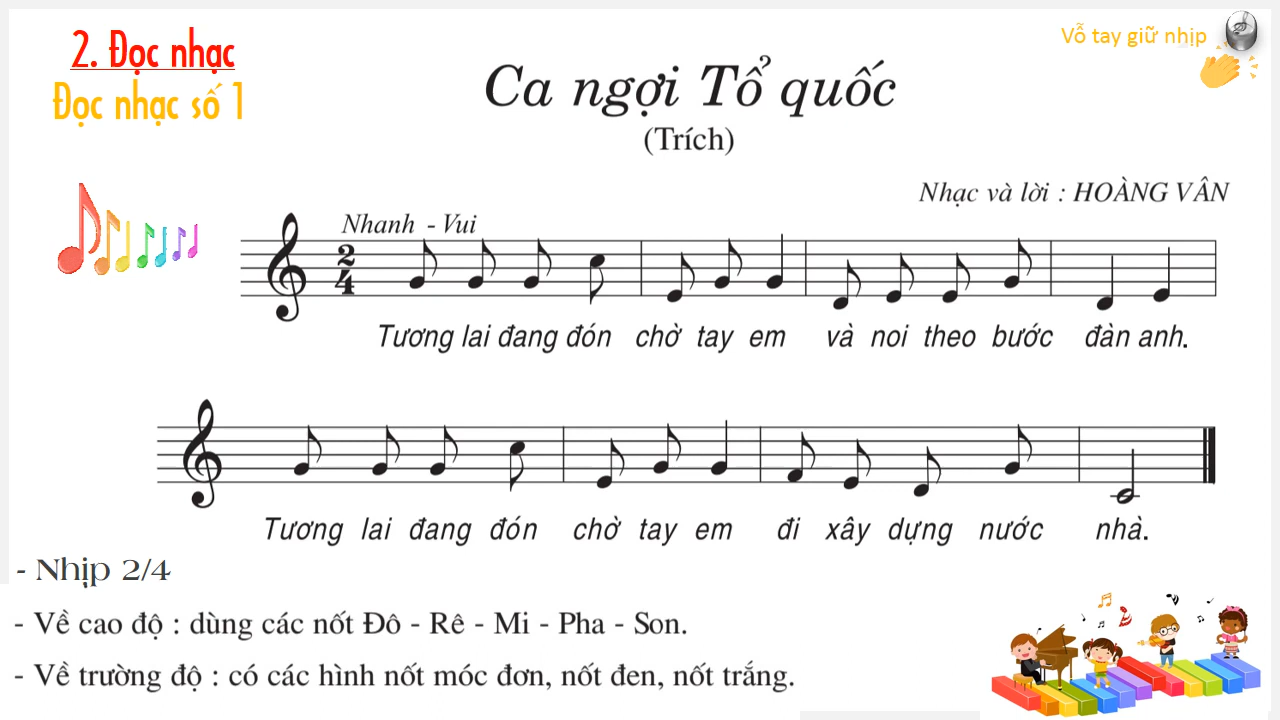 2. Đọc nhạc
Đọc nhạc số 1
Vỗ tay giữ nhịp
Ca ngợi Tổ quốc
(Trích)
Nhạc và lời : HOÀNG VÂN
Nhanh - Vui
2
4
Tương lai đang đón chờ tay em và noi theo bước đàn anh.
Tương lai đang đón chờ tay em đi xây dựng nước nhà.
- Nhịp 2/4
- Về cao độ : dùng các nốt Đô - Rê - Mi - Pha - Son.
- Về trường độ : có các hình nốt móc đơn, nốt đen, nốt trắng.